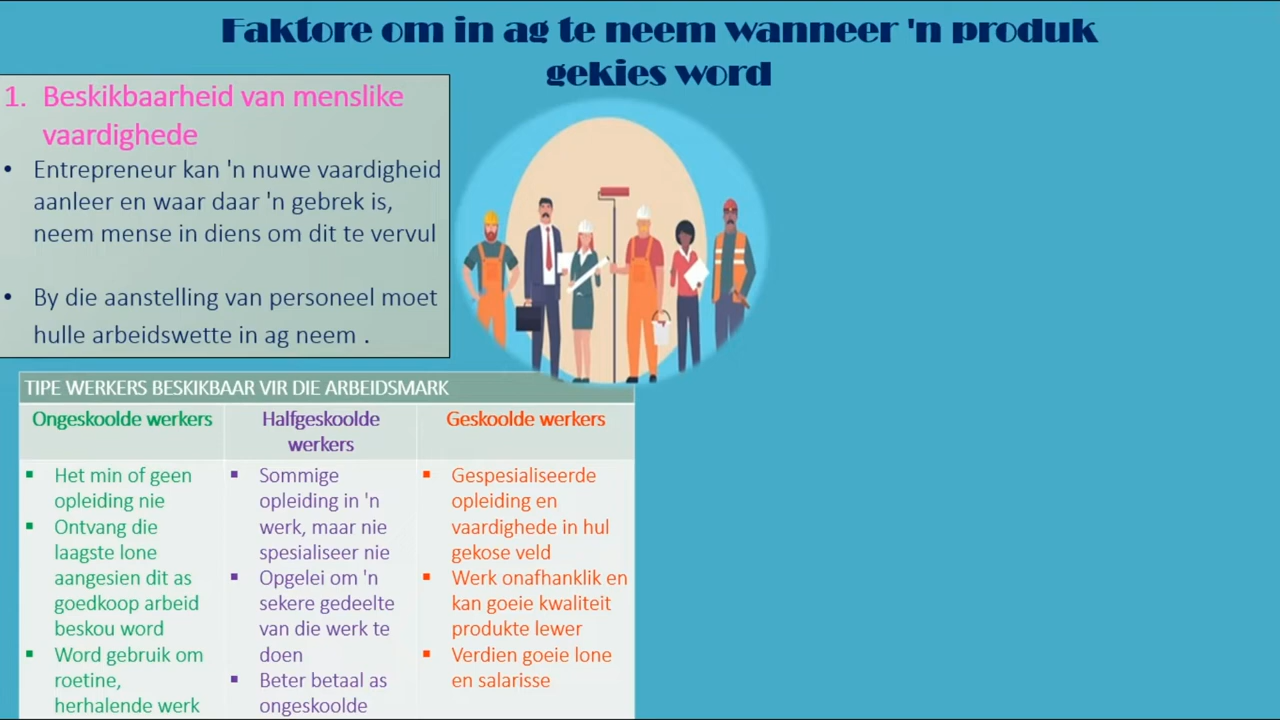 Faktore om in ag te neem wanneer 'n produk
gekies word
1. Beskikbaarheid van menslike
vaardighede
• Entrepreneur kan 'n nuwe vaardigheid
aanleer en waar daar 'n gebrek is,
neem mense in diens om dit te vervul
• By die aanstelling van personeel moet
hulle arbeidswette in ag neem .
TIPE WERKERS BESKIKBAAR VIR DIE ARBEIDSMARK
Ongeskoolde werkers
▪ Het min of geen
opleiding nie
▪ Ontvang die
laagste lone
aangesien dit as
goedkoop arbeid
beskou word
▪ Word gebruik om
roetine,
herhalende werk
Halfgeskoolde
werkers
▪ Sommige
opleiding in 'n
werk, maar nie
spesialiseer nie
▪ Opgelei om 'n
sekere gedeelte
van die werk te
doen
▪ Beter betaal as
ongeskoolde
Geskoolde werkers
▪ Gespesialiseerde
opleiding en
vaardighede in hul
gekose veld
▪ Werk onafhanklik en
kan goeie kwaliteit
produkte lewer
▪ Verdien goeie lone
en salarisse